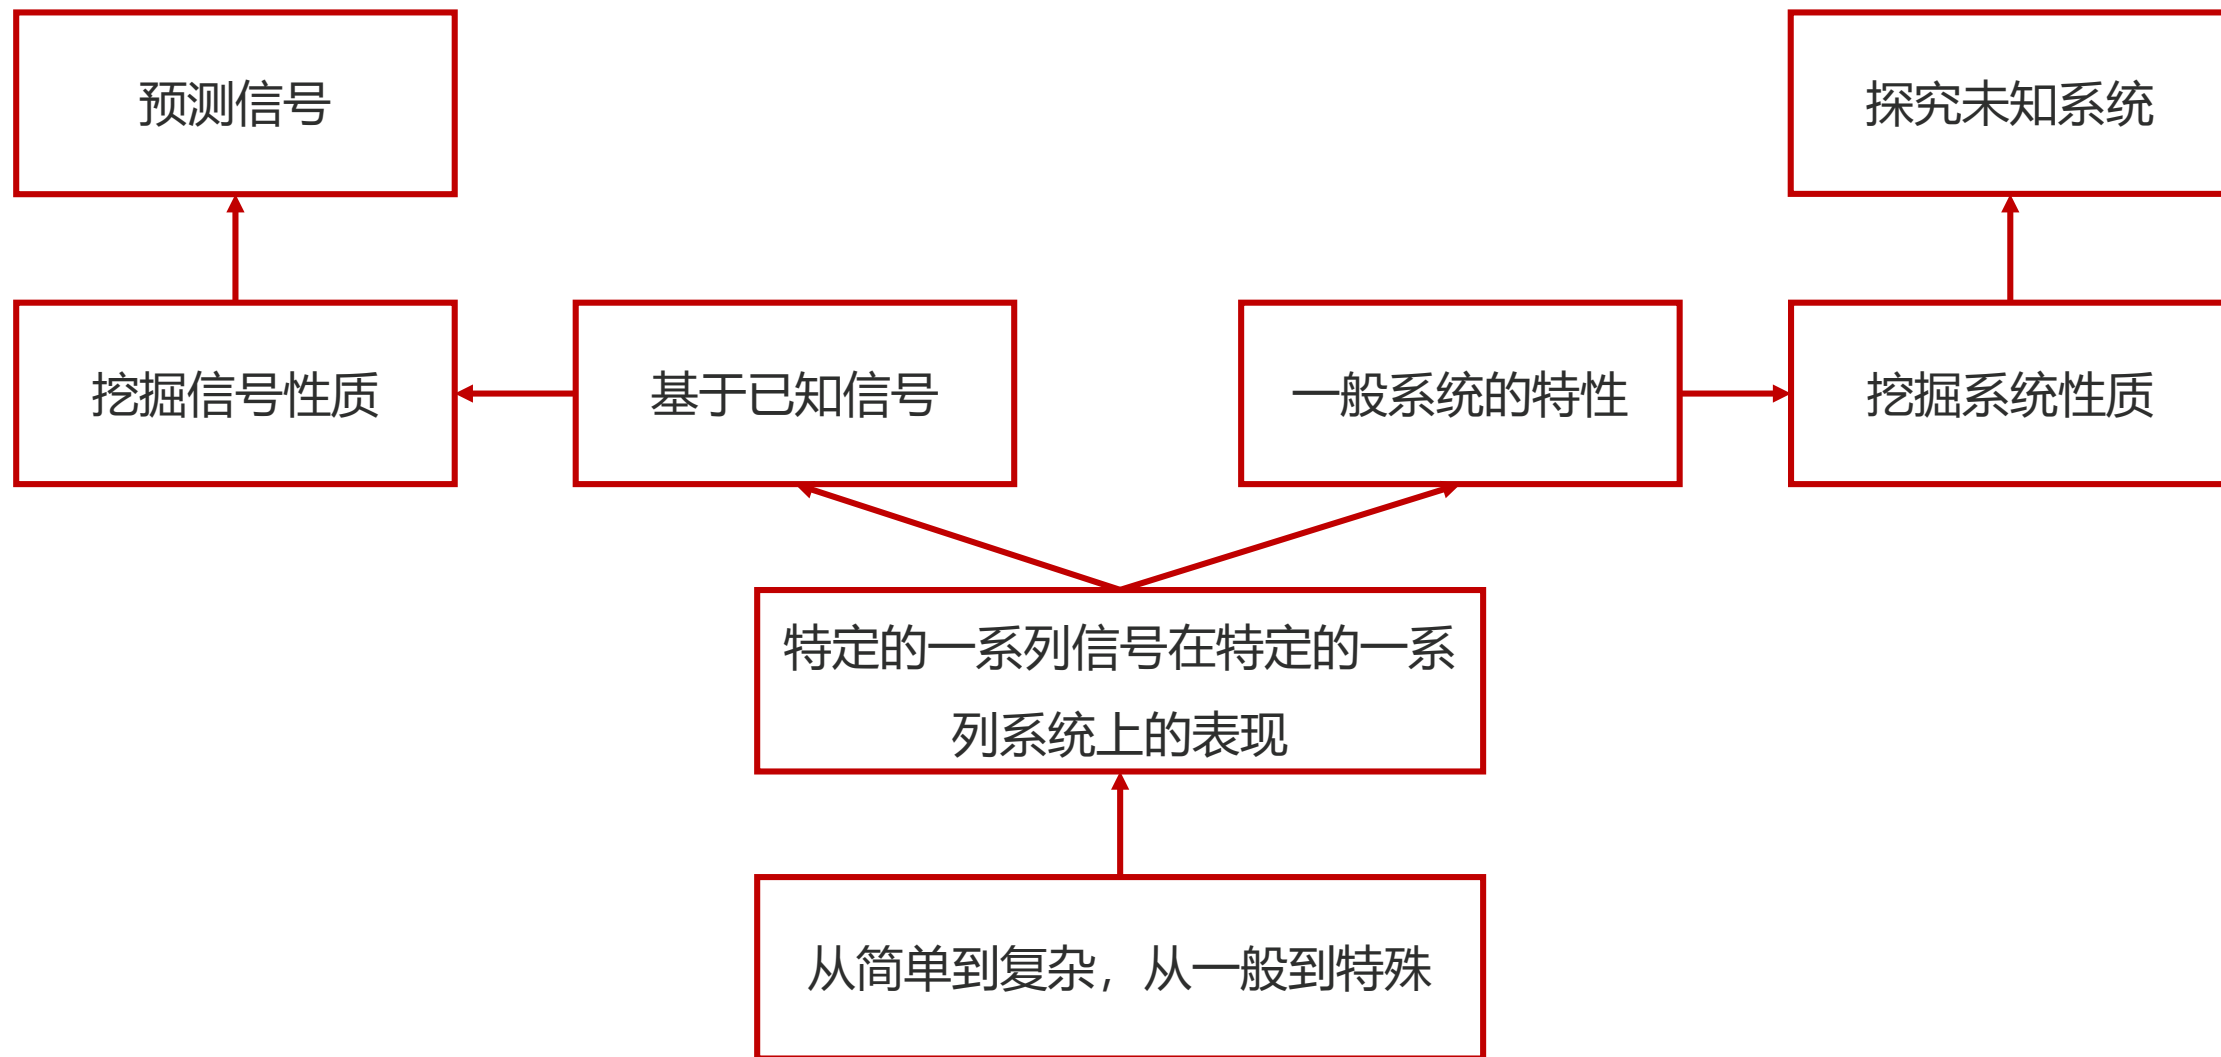 预测信号
探究未知系统
挖掘信号性质
基于已知信号
一般系统的特性
挖掘系统性质
特定的一系列信号在特定的一系
列系统上的表现
从简单到复杂，从一般到特殊